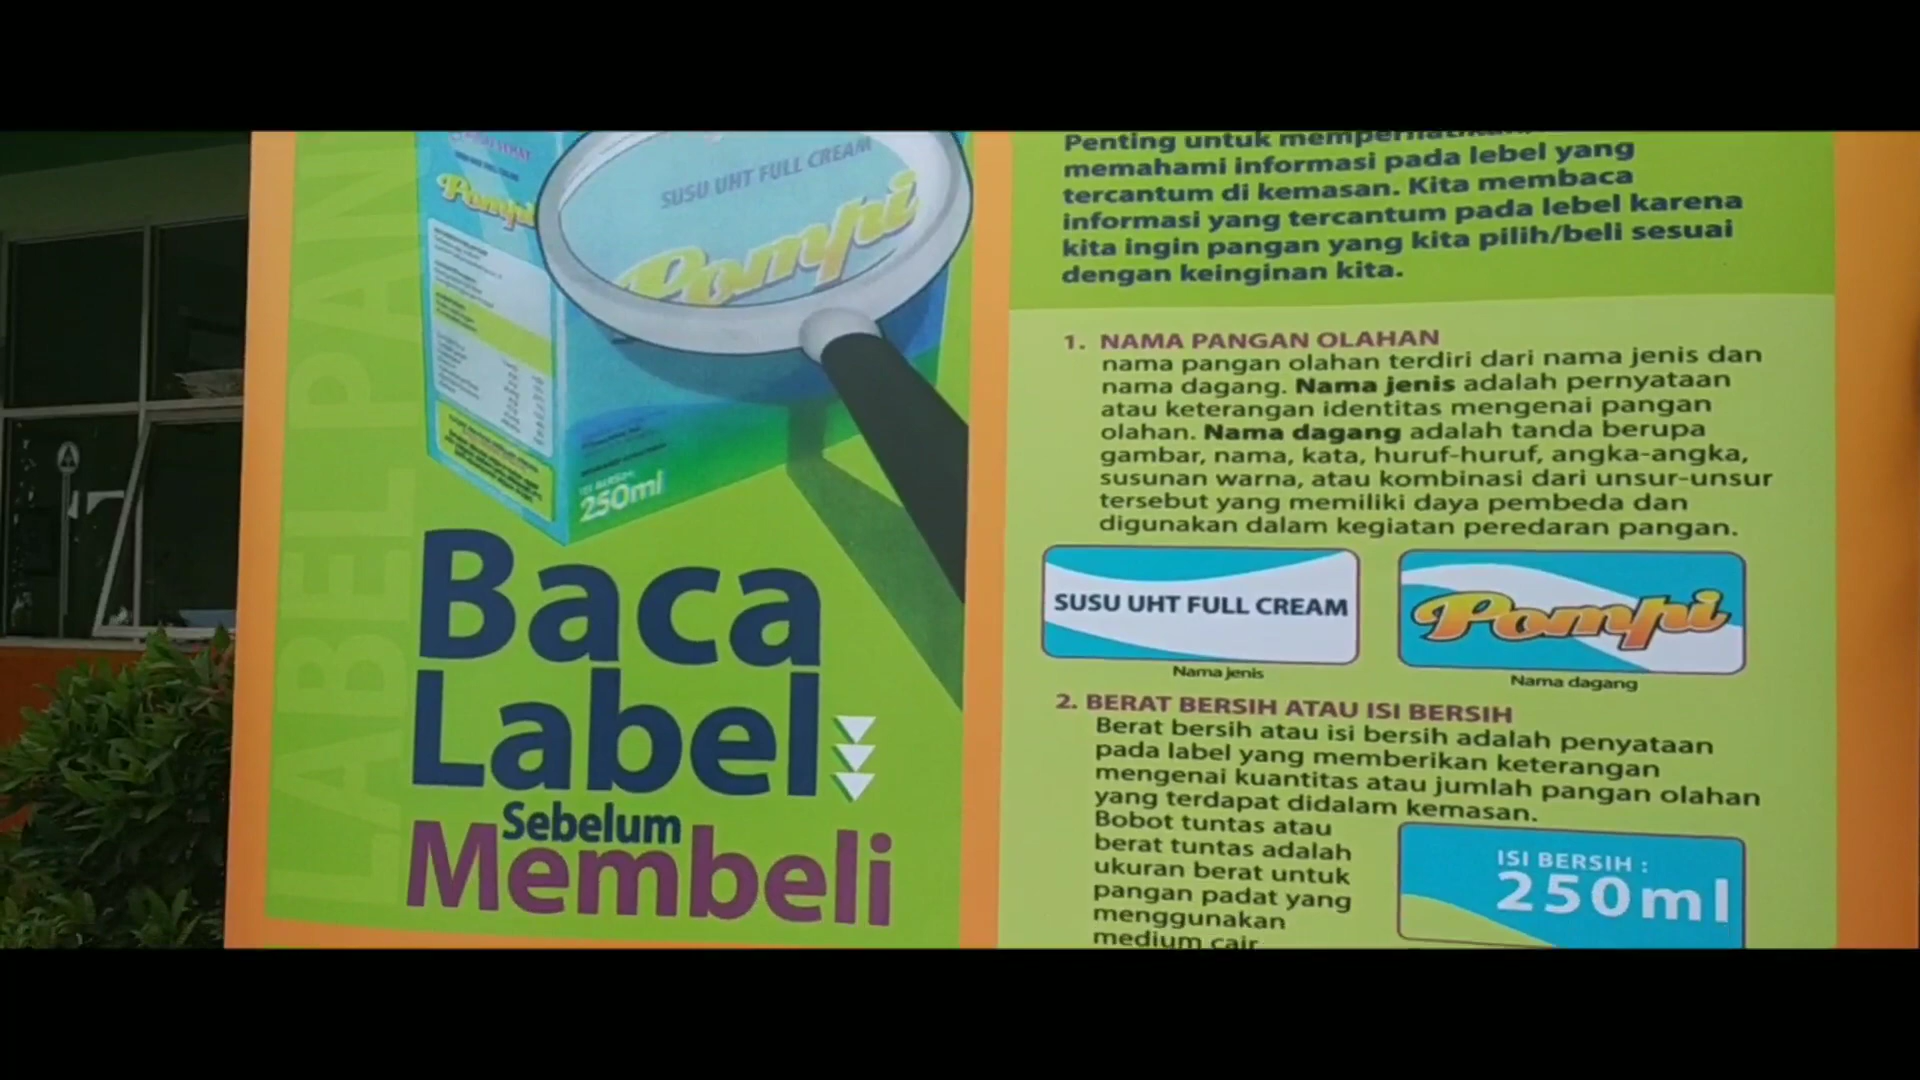 LABEL PAN
Pompi
SUSU UHT FULL CREAM
Pompi
250ml
Baca
Label
Sebelum
Membeli
Penting untuk
memahami informasi pada lebel yang
tercantum di kemasan. Kita membaca
informasi yang tercantum pada lebel karena
kita ingin pangan yang kita pilih/beli sesuai
dengan keinginan kita.
1. NAMA PANGAN OLAHAN
nama pangan olahan terdiri dari nama jenis dan
nama dagang. Nama jenis adalah pernyataan
atau keterangan identitas mengenai pangan
olahan. Nama dagang adalah tanda berupa
gambar, nama, kata, huruf-huruf, angka-angka,
susunan warna, atau kombinasi dari unsur-unsur
tersebut yang memiliki daya pembeda dan
digunakan dalam kegiatan peredaran pangan.
SUSU UHT FULL CREAM
Nama jenis
Pompi
Nama dagang
2. BERAT BERSIH ATAU ISI BERSIH
Berat bersih atau isi bersih adalah penyataan
pada label yang memberikan keterangan
mengenai kuantitas atau jumlah pangan olahan
yang terdapat didalam kemasan.
Bobot tuntas atau
berat tuntas adalah
ukuran berat untuk
pangan padat yang
menggunakan
medium cair
ISI BERSIH :
250ml